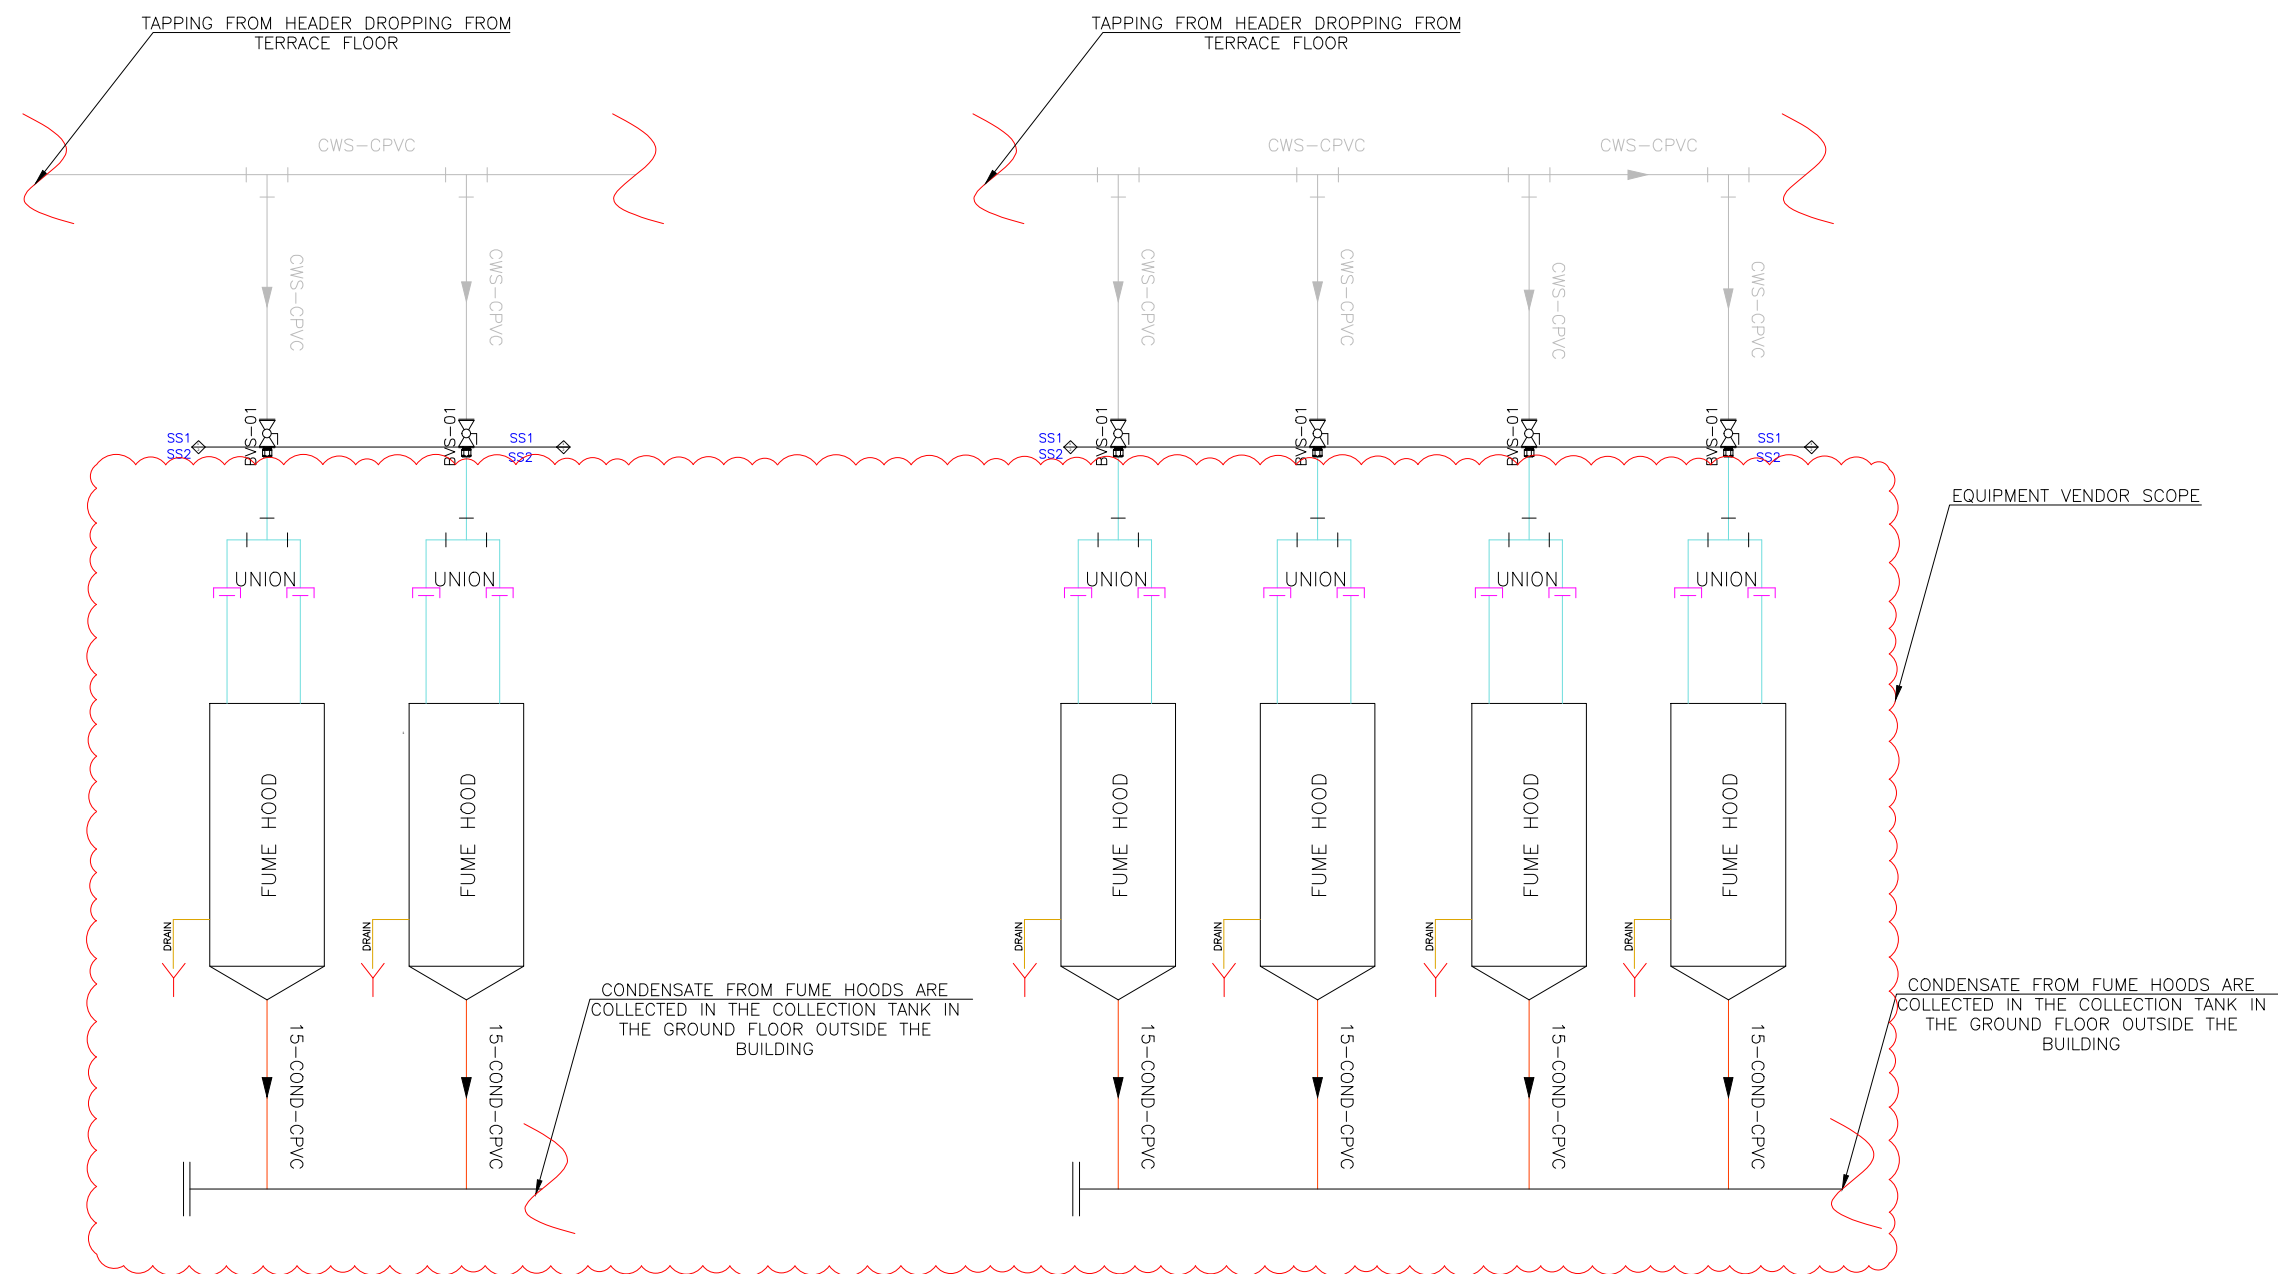 TAPPING FROM HEADER DROPPING FROM
TERRACE FLOOR
TAPPING FROM HEADER DROPPING FROM
TERRACE FLOOR
CWS-CPVC
CWS-CPVC
CWS-CPVC
CWS-CPVC
CWS-CPVC
CWS-CPVC
CWS-CPVC
CWS-CPVC
CWS-CPVC
BVS-01
BVS-01
BVS-01
BVS-01
BVS-01
BVS-01
SS1
SS2
SS1
SS2
SS1
SS2
SS1
SS2
EQUIPMENT VENDOR SCOPE
UNION
UNION
UNION
UNION
UNION
UNION
FUME HOOD
FUME HOOD
FUME HOOD
FUME HOOD
FUME HOOD
FUME HOOD
DRAIN
DRAIN
DRAIN
DRAIN
DRAIN
DRAIN
CONDENSATE FROM FUME HOODS ARE
COLLECTED IN THE COLLECTION TANK IN
THE GROUND FLOOR OUTSIDE THE
BUILDING
CONDENSATE FROM FUME HOODS ARE
COLLECTED IN THE COLLECTION TANK IN
THE GROUND FLOOR OUTSIDE THE
BUILDING
15-COND-CPVC
15-COND-CPVC
15-COND-CPVC
15-COND-CPVC
15-COND-CPVC
15-COND-CPVC